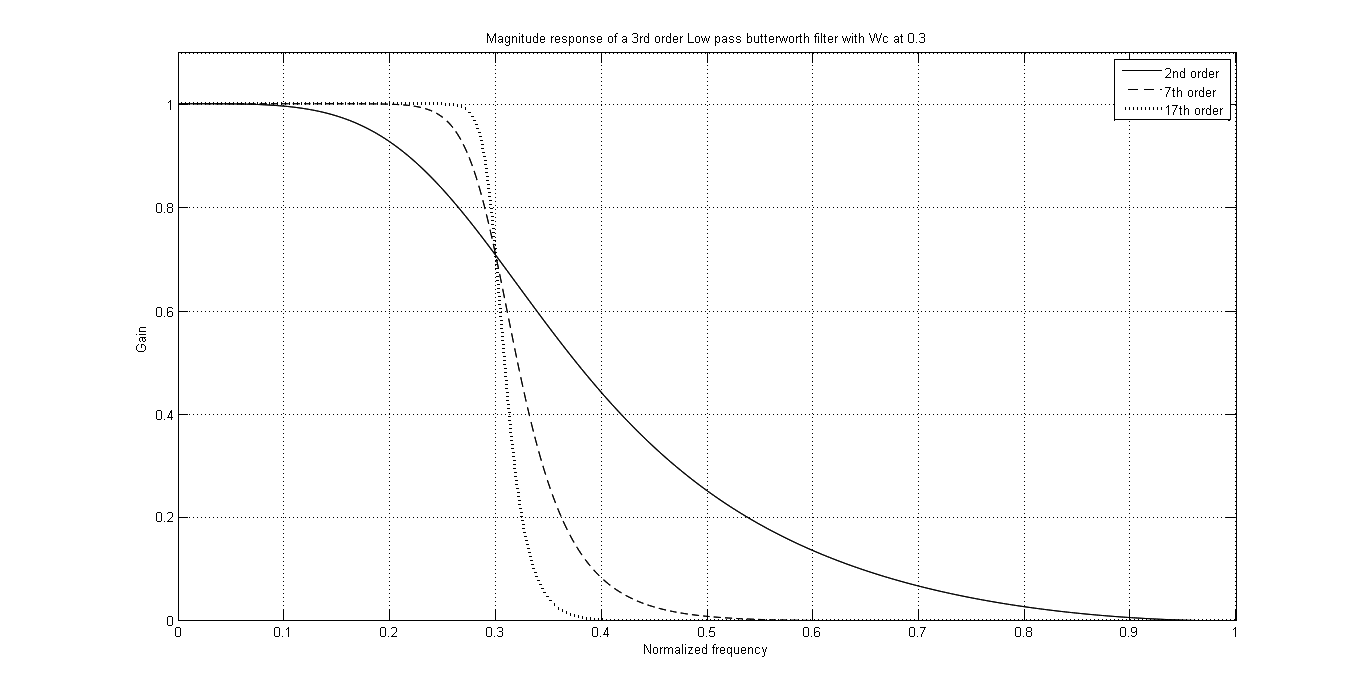 Magnitude response of a 3rd order Low pass butterworth filter with Wc at 0.3
2nd order
7th order
17th order
1
0.8
0.6
0.4
0.2
0
Gain
0
0.1
0.2
0.3
0.4
0.5
0.6
0.7
0.8
0.9
1
Normalized frequency